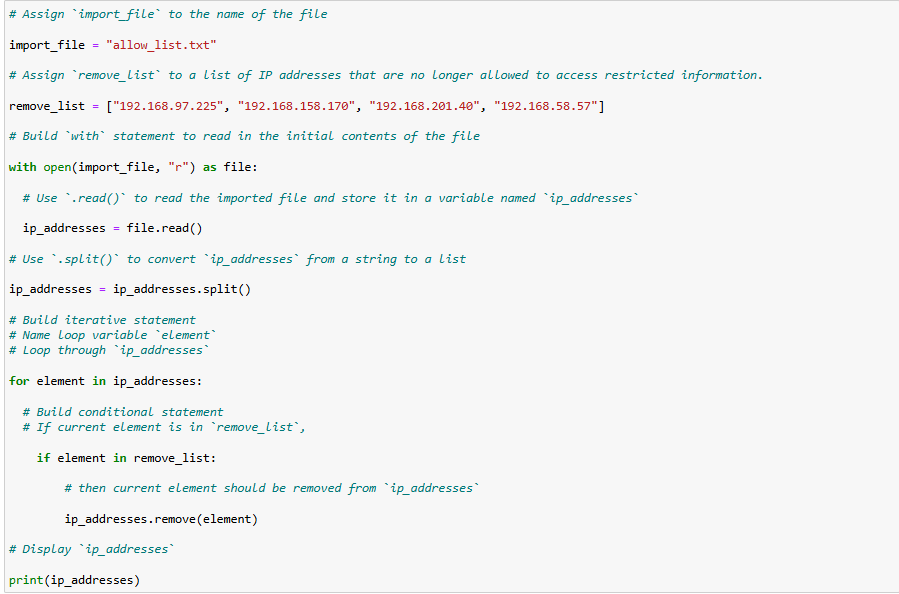 # Assign `import_file` to the name of the file
import_file = "allow_list.txt"
# Assign `remove_list` to a list of IP addresses that are no longer allowed to access restricted information.
remove_list = ["192.168.97.225", "192.168.158.170", "192.168.201.40", "192.168.58.57"]
# Build `with` statement to read in the initial contents of the file
with open(import_file, "r") as file:
# Use `.read()` to read the imported file and store it in a variable named `ip_addresses`
ip_addresses = file.read()
# Use `.split()` to convert `ip_addresses` from a string to a list
ip_addresses = ip_addresses.split()
# Build iterative statement
# Name loop variable `element`
# Loop through `ip_addresses`
for element in ip_addresses:
# Build conditional statement
# If current element is in `remove_list`,
if element in remove_list:
# then current element should be removed from `ip_addresses`
ip_addresses.remove(element)
# Display `ip_addresses`
print(ip_addresses)